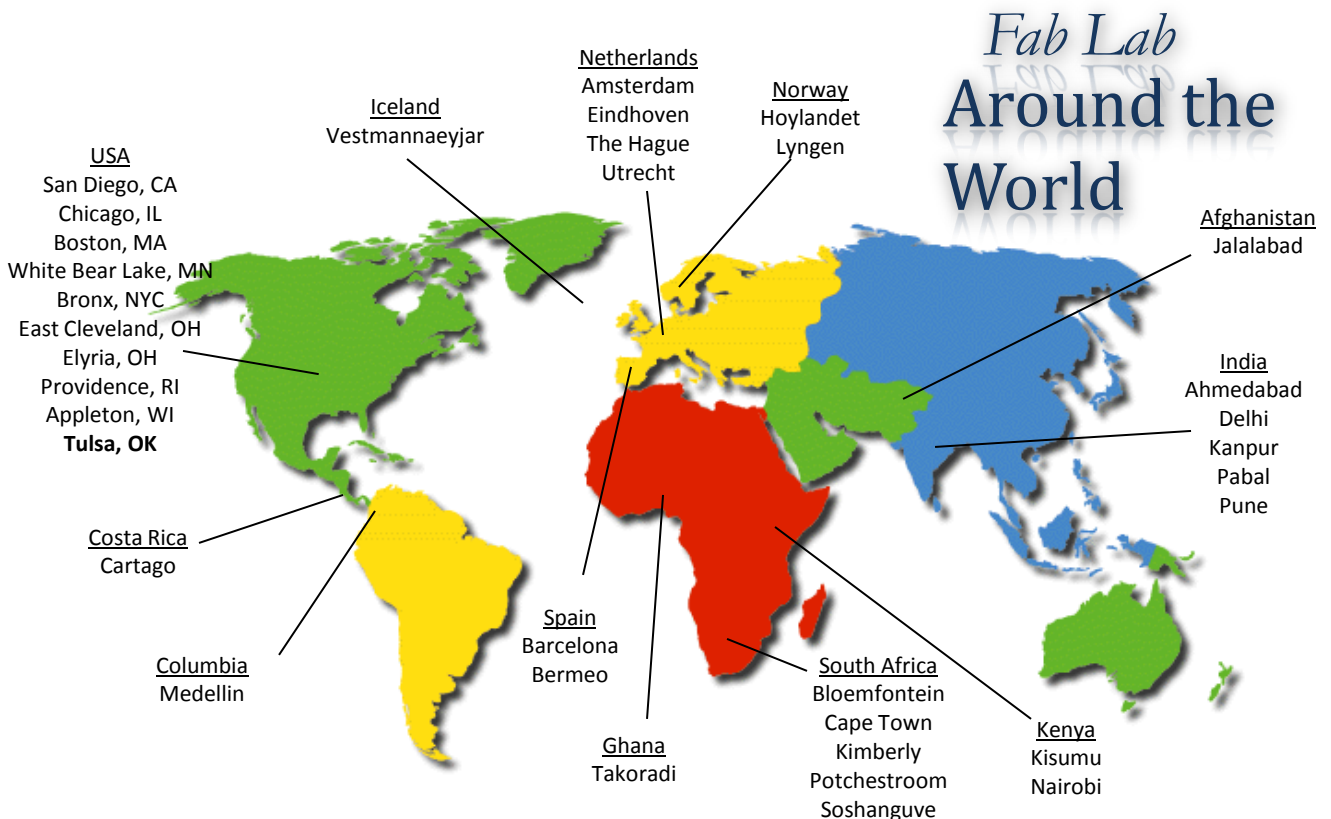 Fab Lab
Around the
World
USA
San Diego, CA
Chicago, IL
Boston, MA
White Bear Lake, MN
Bronx, NYC
East Cleveland, OH
Elyria, OH
Providence, RI
Appleton, WI
Tulsa, OK
Iceland
Vestmannaeyjar
Netherlands
Amsterdam
Eindhoven
The Hague
Utrecht
Norway
Hoylandet
Lyngen
Afghanistan
Jalalabad
India
Ahmedabad
Delhi
Kanpur
Pabal
Pune
Costa Rica
Cartago
Columbia
Medellin
Spain
Barcelona
Bermeo
Ghana
Takoradi
South Africa
Bloemfontein
Cape Town
Kimberly
Potchestroom
Soshanguve
Kenya
Kisumu
Nairobi